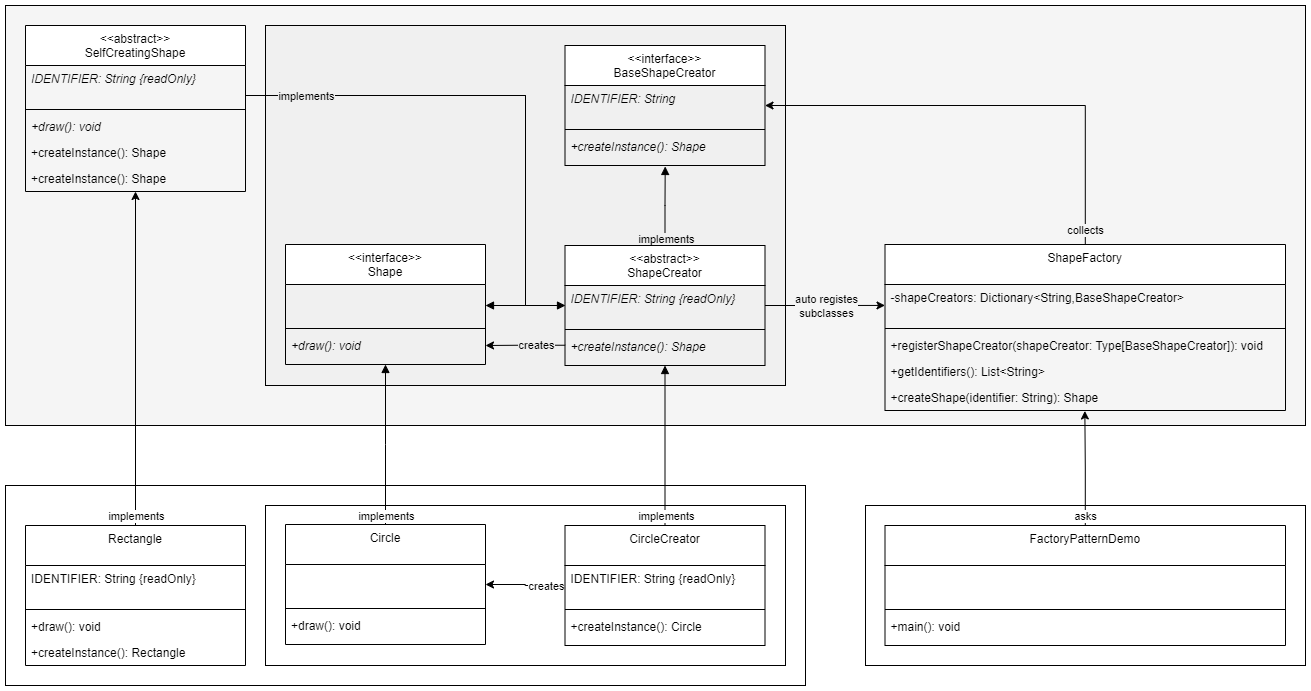 <<abstract>>
SelfCreatingShape
IDENTIFIER: String {readOnly}
+draw(): void
+createInstance(): Shape
+createInstance(): Shape
implements
<<interface>>
BaseShapeCreator
IDENTIFIER: String
+createInstance(): Shape
implements
collects
<<interface>>
Shape
+draw(): void
creates
<<abstract>>
ShapeCreator
IDENTIFIER: String {readOnly}
+createInstance(): Shape
auto registes
subclasses
ShapeFactory
-shapeCreators: Dictionary<String,BaseShapeCreator>
+registerShapeCreator(shapeCreator: Type[BaseShapeCreator]): void
+getIdentifiers(): List<String>
+createShape(identifier: String): Shape
implements
Rectangle
IDENTIFIER: String {readOnly}
+draw(): void
+createInstance(): Rectangle
implements
Circle
+draw(): void
creates
implements
CircleCreator
IDENTIFIER: String {readOnly}
+createInstance(): Circle
asks
FactoryPatternDemo
+main(): void